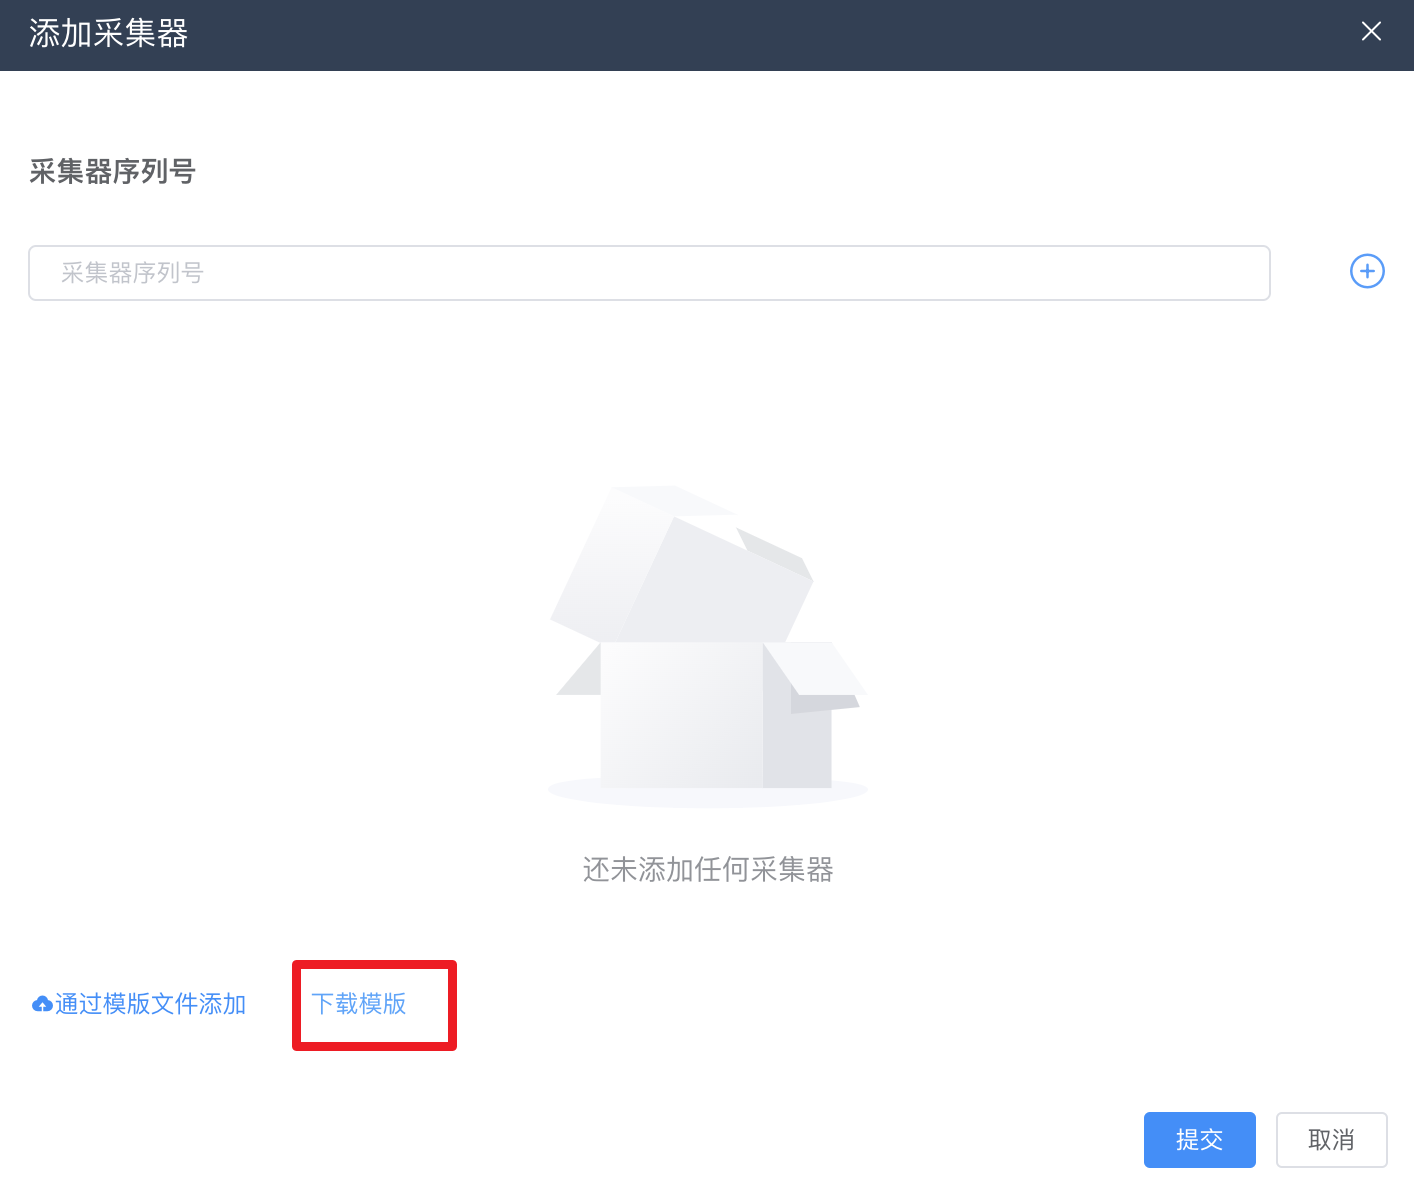 添加采集器
采集器序列号
采集器序列号
还未添加任何采集器
通过模版文件添加 下载模版
提交 取消